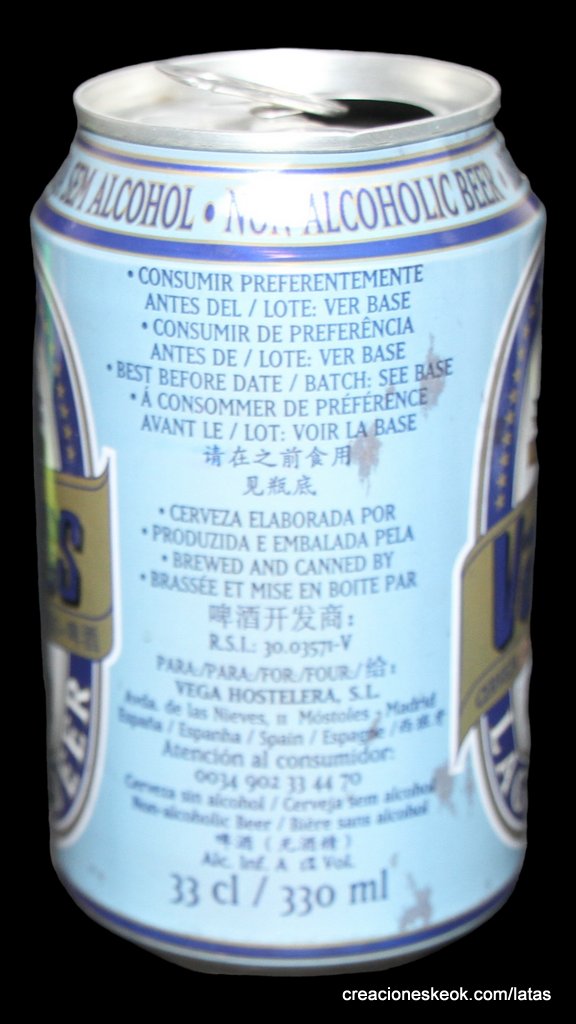 SEM ALCOHOL • NON ALCOHOLIC BEER
• CONSUMIR PREFERENTEMENTE
ANTES DEL / LOTE: VER BASE
• CONSUMIR DE PREFERÊNCIA
ANTES DE / LOTE: VER BASE
• BEST BEFORE DATE / BATCH: SEE BASE
• Á CONSOMMER DE PRÉFÉRENCE
AVANT LE / LOT: VOIR LA BASE
请在之前食用
见瓶底
• CERVEZA ELABORADA POR
• PRODUZIDA E EMBALADA PELA
• BREWED AND CANNED BY
• BRASSÉE ET MISE EN BOITE PAR
啤酒开发商:
R.S.I.: 30.03571-V
PARA:/PARA:/FOR:/FOUR:/给:
VEGA HOSTELERA, S.L.
Avda. de las Nieves, 11 Móstoles - Madrid
España / Espanha / Spain / Espagne / 西班牙
Atención al consumidor:
0034 902 33 44 70
Cerveza sin alcohol / Cerveja sem alcohol
Non-alcoholic Beer / Bière sans alcohol
啤酒 (无酒精)
Alc. Inf. A Vol.
33 cl / 330 ml
BEER
creacioneskeok.com/latas